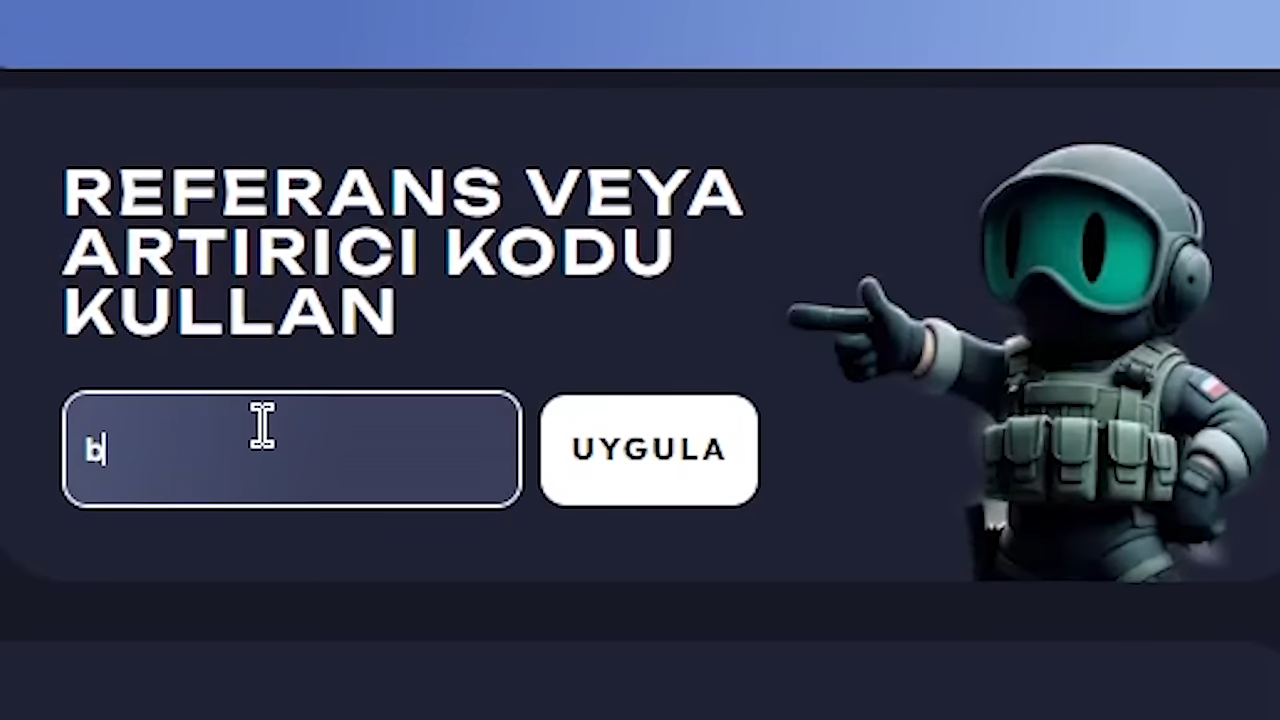 REFERANS VEYA
ARTIRICI KODU
KULLAN
b
UYGULA